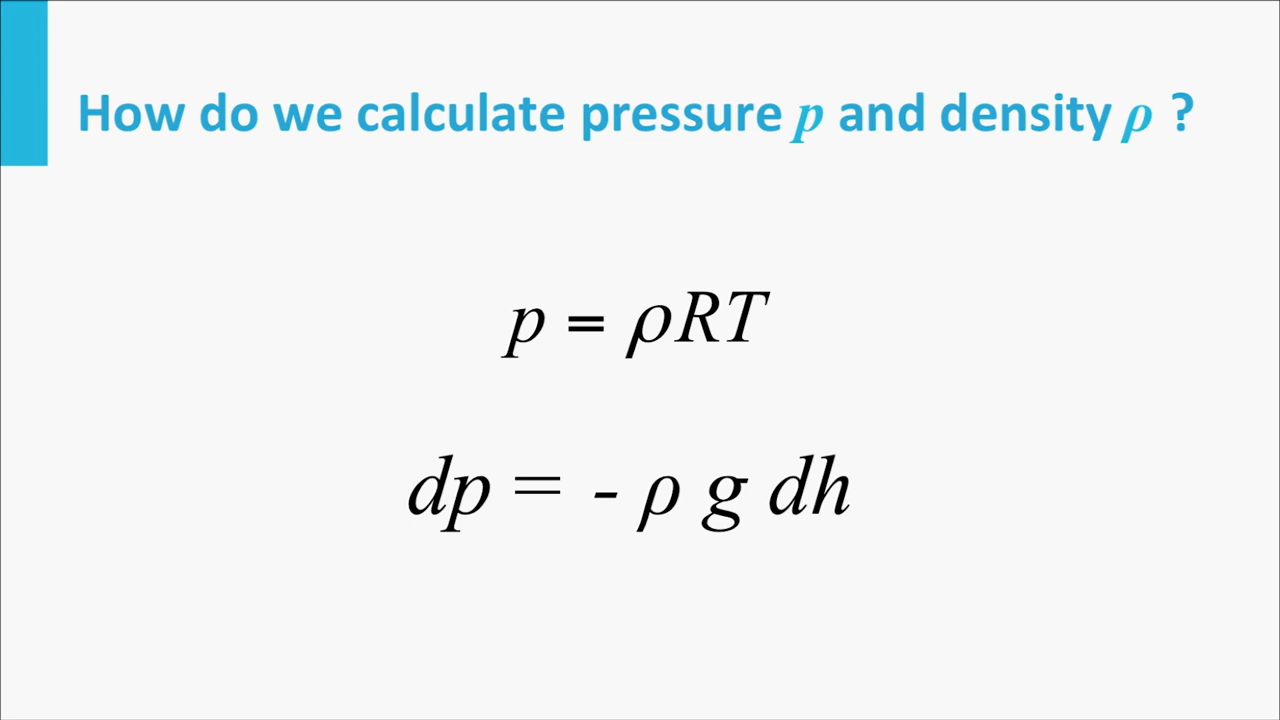 How do we calculate pressure p and density ρ ?
p = ρRT
dp = - ρ g dh